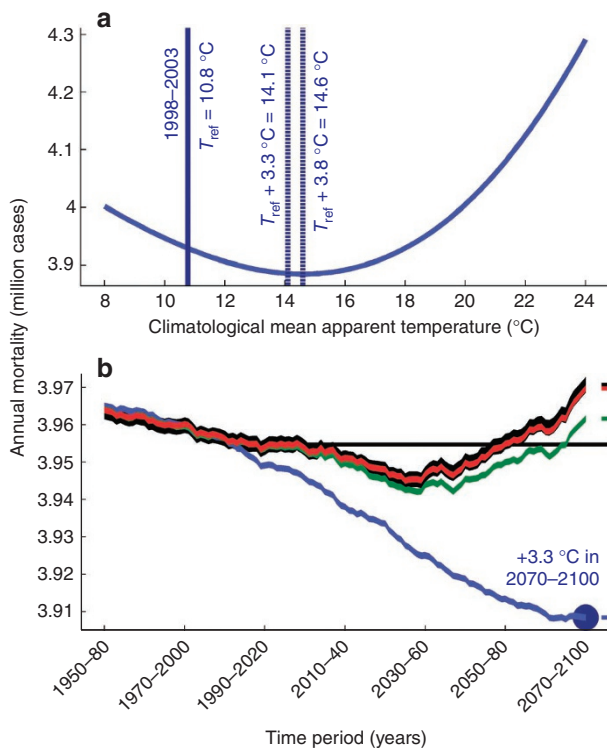 a
4.3
4.2
4.1
4
3.9
1998–2003
T_ref = 10.8 °C
T_ref + 3.3 °C = 14.1 °C
T_ref + 3.8 °C = 14.6 °C
8 10 12 14 16 18 20 22 24
Climatological mean apparent temperature (°C)
Annual mortality (million cases)
b
3.97
3.96
3.95
3.94
3.93
3.92
3.91
+3.3 °C in
2070–2100
1950–80 1970–2000 1990–2020 2010–40 2030–60 2050–80 2070–2100
Time period (years)